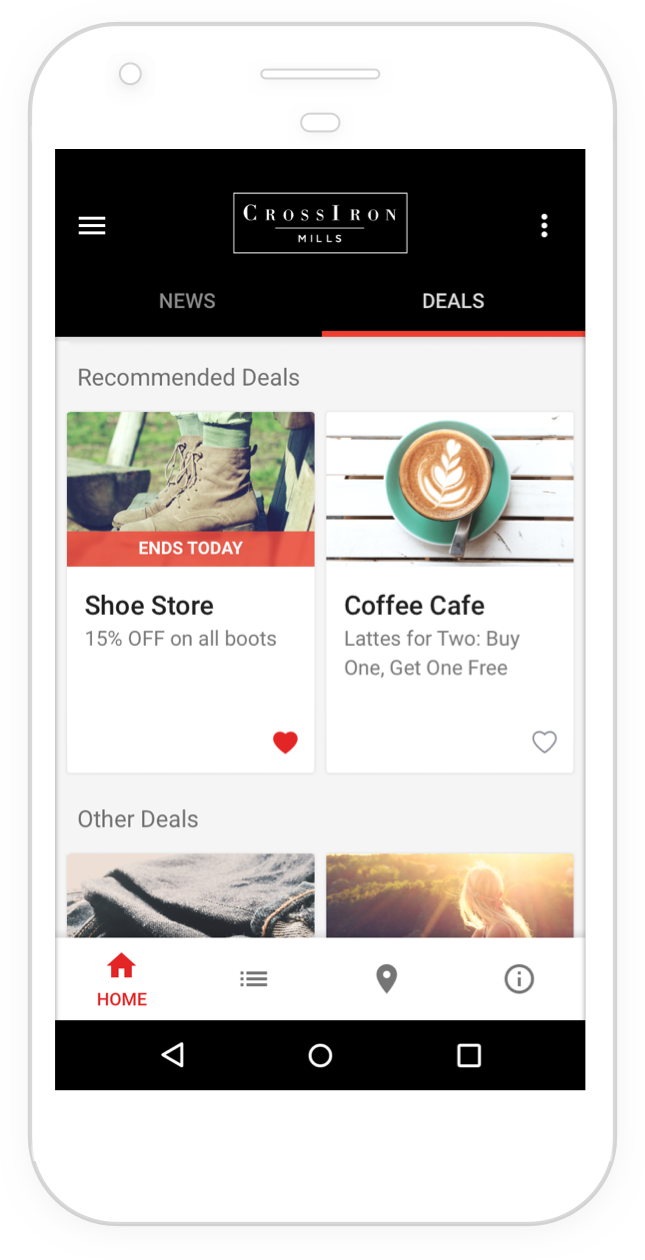 CROSSIRON
MILLS
NEWS
DEALS
Recommended Deals
ENDS TODAY
Shoe Store
15% OFF on all boots
Coffee Cafe
Lattes for Two: Buy
One, Get One Free
Other Deals
HOME